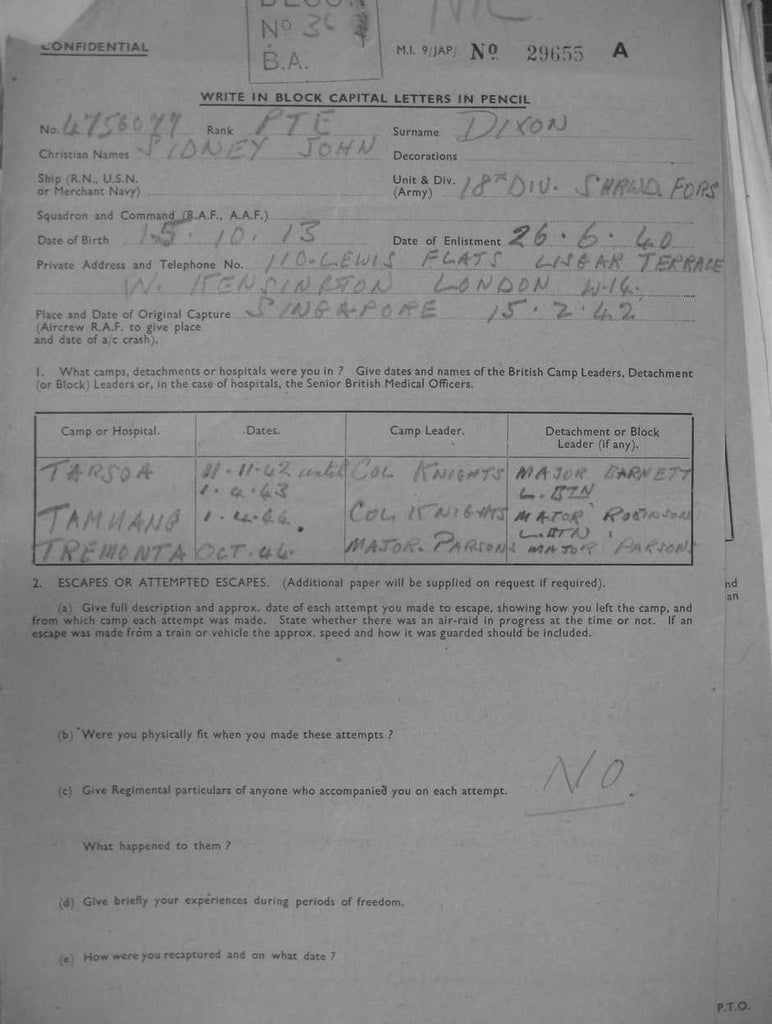 Nº 36
B.A.
CONFIDENTIAL
M.I. 9/JAP/ Nº 29655 A
WRITE IN BLOCK CAPITAL LETTERS IN PENCIL
No. 4756077 Rank PTE Surname DIXON
Christian Names SIDNEY JOHN Decorations
Ship (R.N., U.S.N. or Merchant Navy) Unit & Div. (Army) 18TH DIV. SHRWD FORS
Squadron and Command (R.A.F., A.A.F.)
Date of Birth 15.10.13 Date of Enlistment 26.6.40
Private Address and Telephone No. 110. LEWIS FLATS LISGAR TERRACE
W. KENSINRTON LONDON W.14.
Place and Date of Original Capture SINGAPORE 15.2.42
(Aircrew R.A.F. to give place
and date of a/c crash).
1. What camps, detachments or hospitals were you in ? Give dates and names of the British Camp Leaders, Detachment
(or Block) Leaders or, in the case of hospitals, the Senior British Medical Officers.
Camp or Hospital. Dates. Camp Leader. Detachment or Block
Leader (if any).
TARSOA 11-11-42 until COL KNIGHTS MAJOR BARNETT
1.4.43 L.BTN
TAMUANG 1.4.44. COL KNIGHTS MAJOR ROBINSON
L.BTN
TREMONTA OCT.44. MAJOR. PARSONS MAJOR PARSONS
2. ESCAPES OR ATTEMPTED ESCAPES. (Additional paper will be supplied on request if required).
(a) Give full description and approx. date of each attempt you made to escape, showing how you left the camp, and
from which camp each attempt was made. State whether there was an air-raid in progress at the time or not. If an
escape was made from a train or vehicle the approx. speed and how it was guarded should be included.
nd
an
(b) Were you physically fit when you made these attempts ?
NO.
(c) Give Regimental particulars of anyone who accompanied you on each attempt.
What happened to them ?
(d) Give briefly your experiences during periods of freedom.
(e) How were you recaptured and on what date ?
P.T.O.